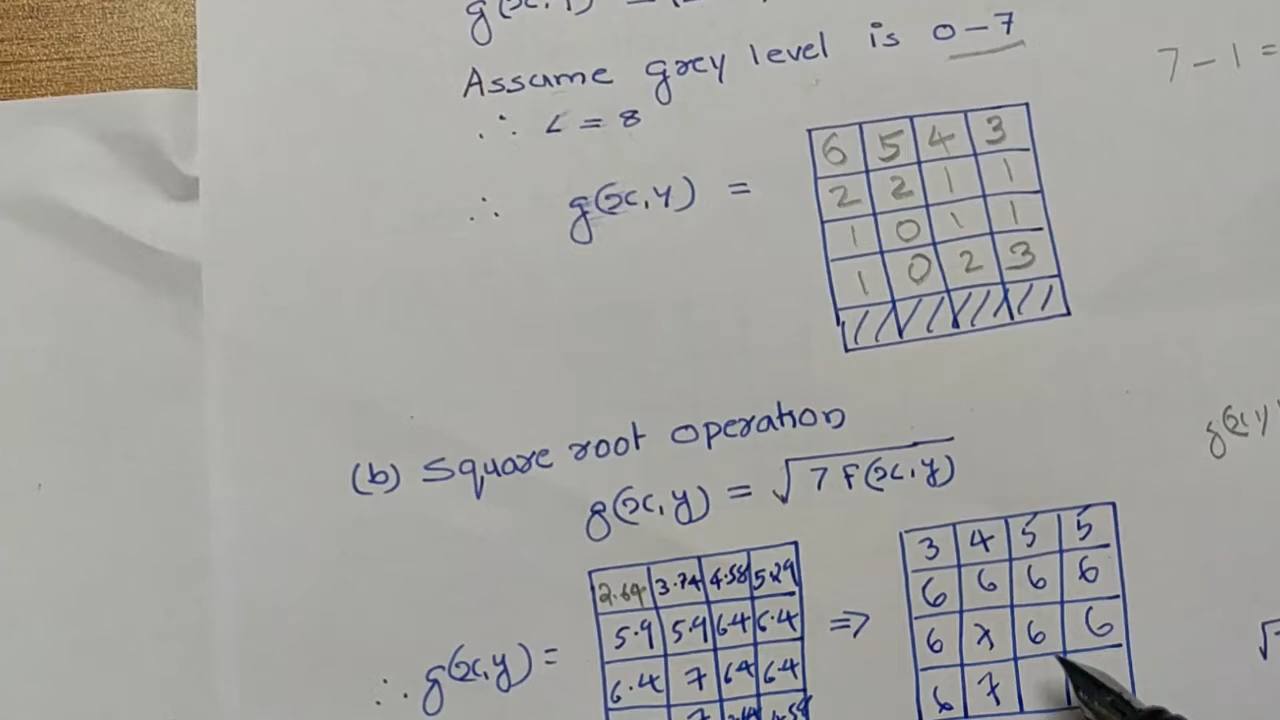 g(x,y) =
Assume grey level is 0-7
7-1=
∴ L = 8
∴ g(x,y) =
6 5 4 3
2 2 1 1
1 0 1 1
1 0 2 3
(b) Square root operation
g(x,y) = √7 F(x,y)
g(x,y)
∴ g(x,y) =
2.64 3.74 4.58 5.29
5.9 5.9 6.4 6.4
6.4 7 6.4 6.4
7
⇒
3 4 5 5
6 6 6 6
6 7 6 6
6 7